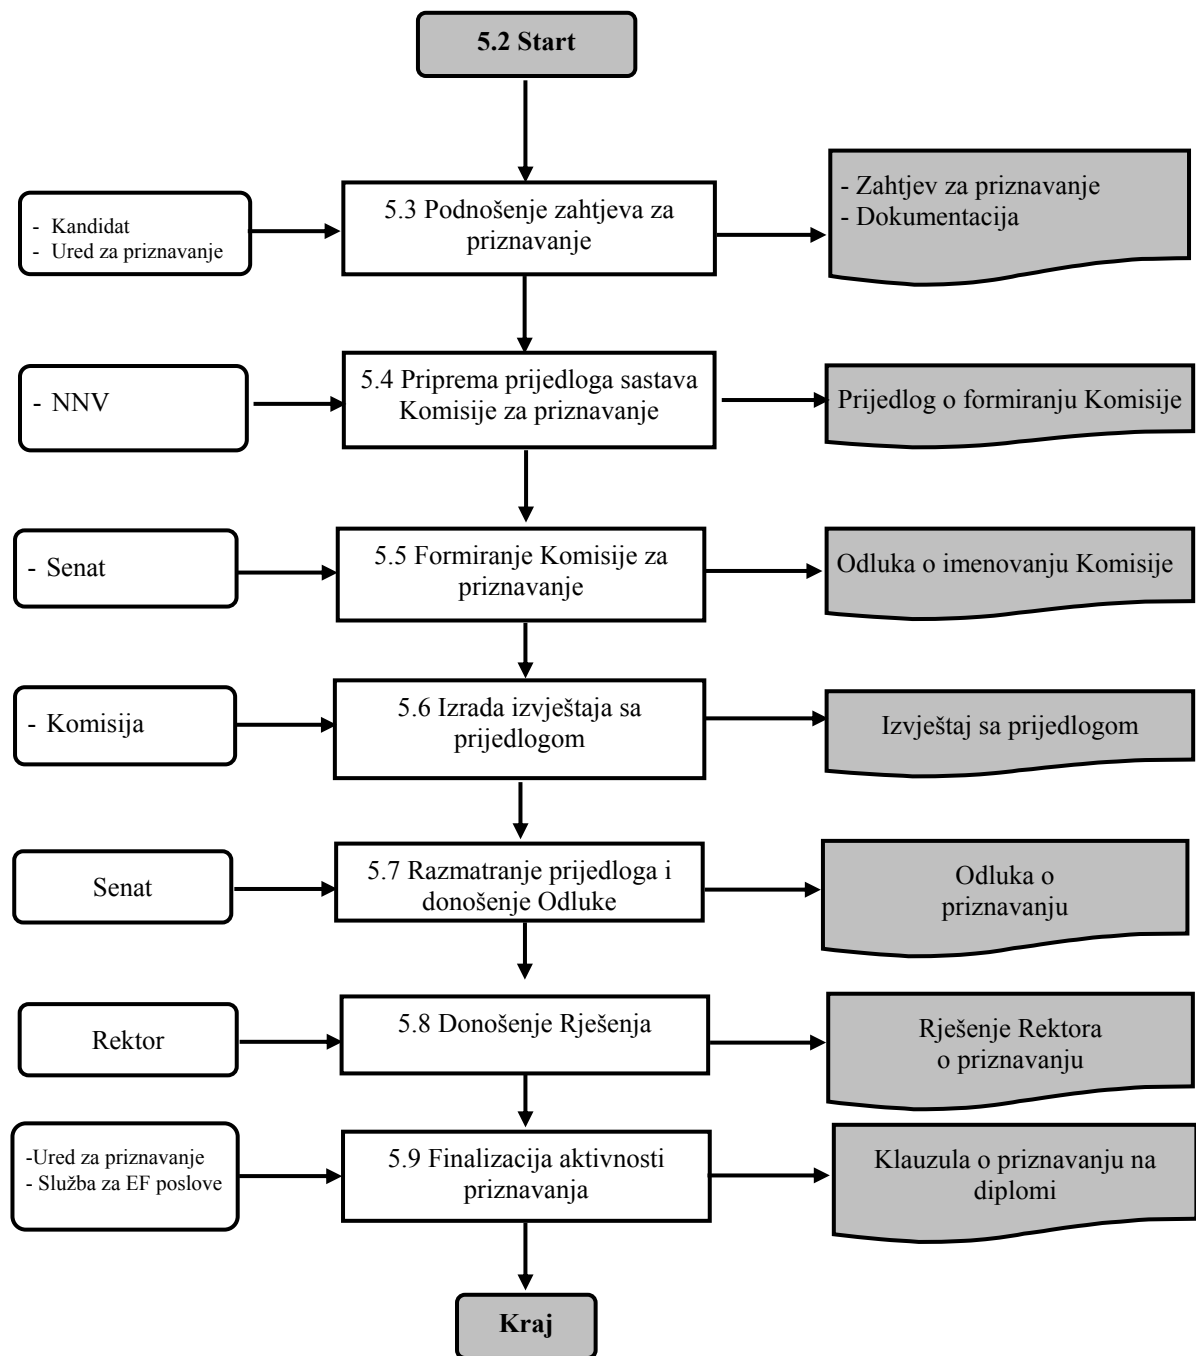 5.2 Start
- Kandidat
- Ured za priznavanje
5.3 Podnošenje zahtjeva za
priznavanje
- Zahtjev za priznavanje
- Dokumentacija
- NNV
5.4 Priprema prijedloga sastava
Komisije za priznavanje
Prijedlog o formiranju Komisije
- Senat
5.5 Formiranje Komisije za
priznavanje
Odluka o imenovanju Komisije
- Komisija
5.6 Izrada izvještaja sa
prijedlogom
Izvještaj sa prijedlogom
Senat
5.7 Razmatranje prijedloga i
donošenje Odluke
Odluka o
priznavanju
Rektor
5.8 Donošenje Rješenja
Rješenje Rektora
o priznavanju
-Ured za priznavanje
- Služba za EF poslove
5.9 Finalizacija aktivnosti
priznavanja
Klauzula o priznavanju na
diplomi
Kraj